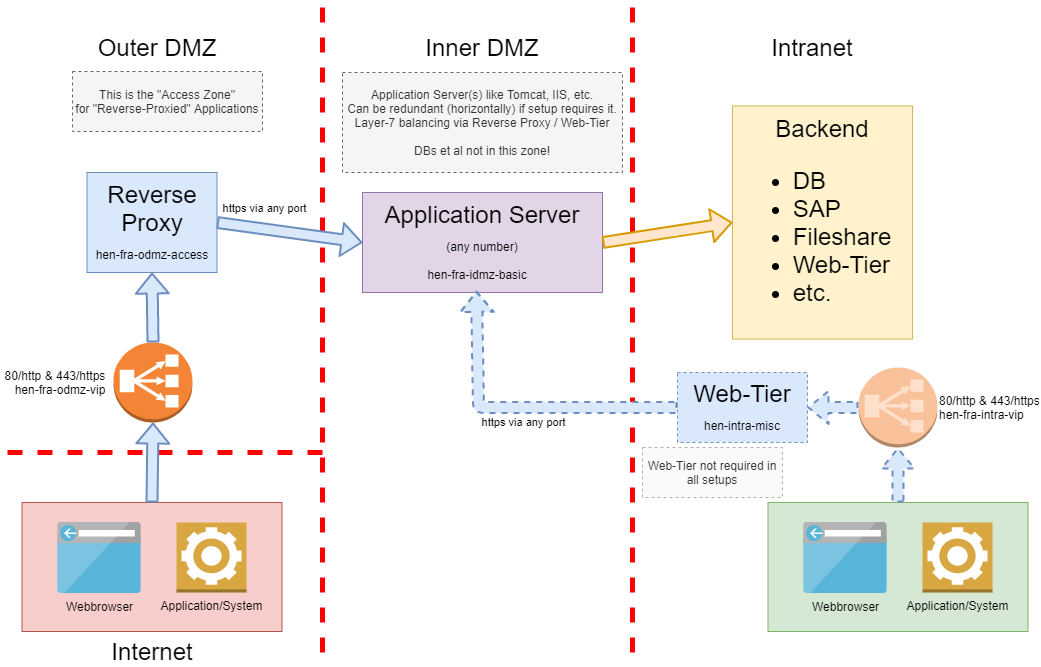 Outer DMZ
This is the "Access Zone"
for "Reverse-Proxied" Applications
Reverse
Proxy
hen-fra-odmz-access
https via any port
80/http & 443/https
hen-fra-odmz-vip
Webbrowser
Application/System
Internet
Inner DMZ
Application Server(s) like Tomcat, IIS, etc.
Can be redundant (horizontally) if setup requires it.
Layer-7 balancing via Reverse Proxy / Web-Tier
DBs et al not in this zone!
Application Server
(any number)
hen-fra-idmz-basic
https via any port
Intranet
Backend
• DB
• SAP
• Fileshare
• Web-Tier
• etc.
Web-Tier
hen-intra-misc
Web-Tier not required in
all setups
80/http & 443/https
hen-fra-intra-vip
Webbrowser
Application/System